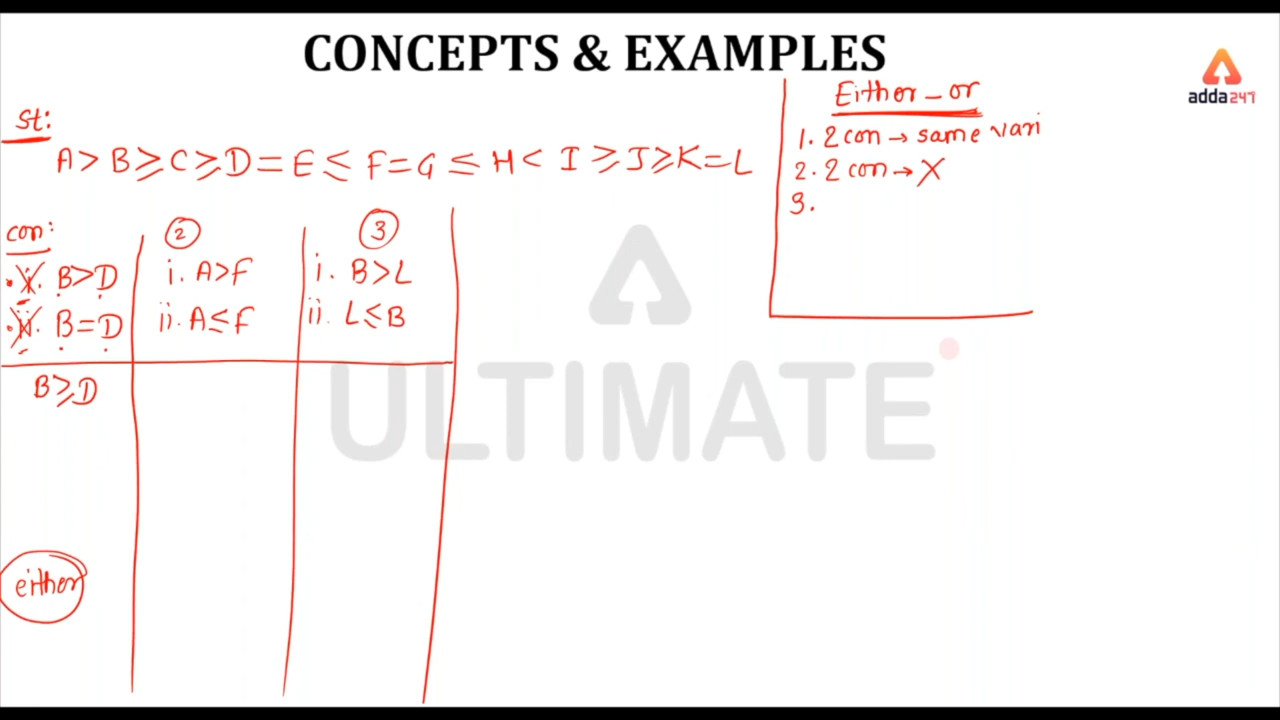 CONCEPTS & EXAMPLES
adda247
St:
A > B ≥ C ≥ D = E ≤ F = G ≤ H < I ≥ J ≥ K = L
Either-or
1. 2 con → same vari
2. 2 con → X
3.
con:
i. B>D
ii. B=D
B≥D
either
2
i. A>F
ii. A≤F
3
i. B>L
ii. L≤B
ULTIMATE